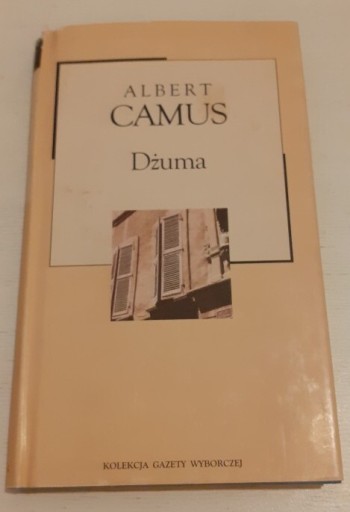 ALBERT
CAMUS
Dżuma
KOLEKCJA GAZETY WYBORCZEJ